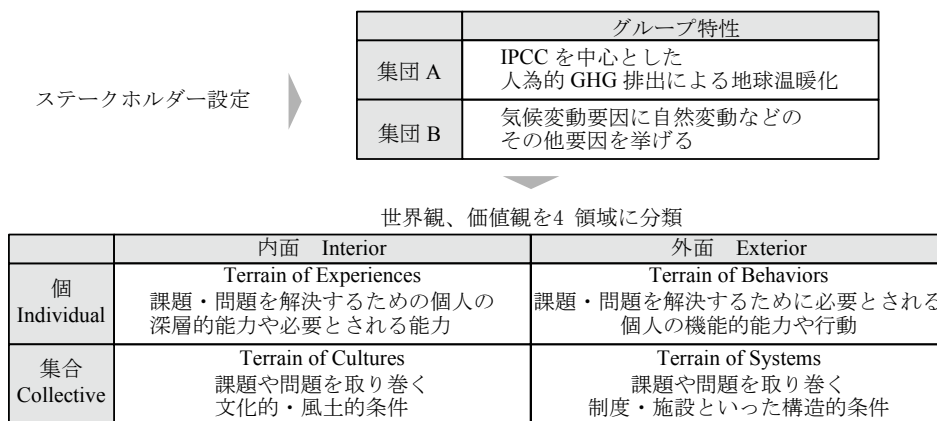 グループ特性
集団 A
IPCC を中心とした
人為的 GHG 排出による地球温暖化
ステークホルダー設定
集団 B
気候変動要因に自然変動などの
その他要因を挙げる
世界観、価値観を4 領域に分類
内面 Interior
外面 Exterior
個
Individual
Terrain of Experiences
課題・問題を解決するための個人の
深層的能力や必要とされる能力
Terrain of Behaviors
課題・問題を解決するために必要とされる
個人の機能的能力や行動
集合
Collective
Terrain of Cultures
課題や問題を取り巻く
文化的・風土的条件
Terrain of Systems
課題や問題を取り巻く
制度・施設といった構造的条件